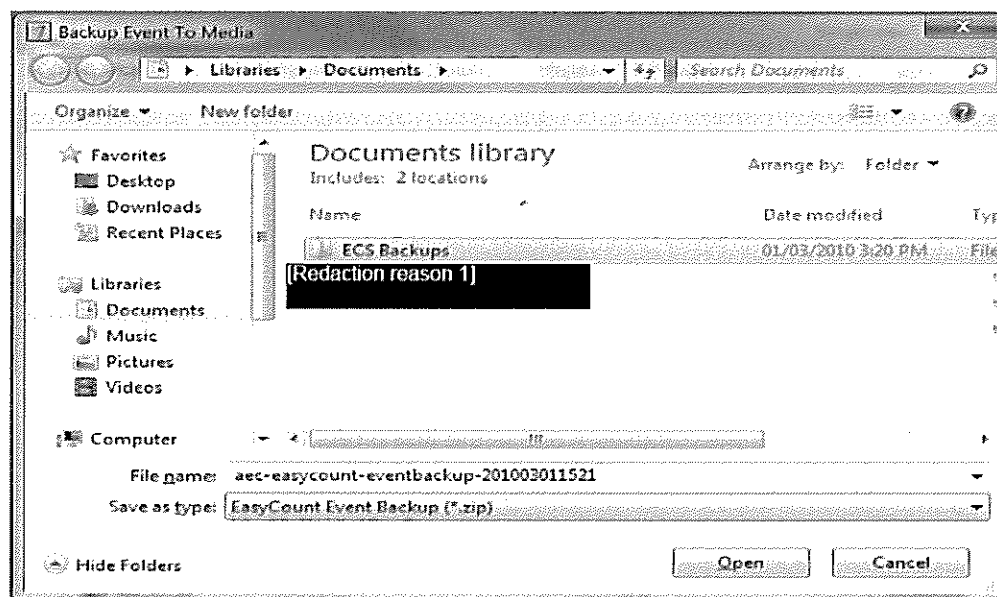 Backup Event To Media
Libraries Documents Search Documents
Organize New folder
Favorites
Desktop
Downloads
Recent Places
Libraries
Documents
Music
Pictures
Videos
Computer
Documents library
Includes: 2 locations
Arrange by: Folder
Name Date modified Typ
ECS Backups 01/03/2010 3:20 PM File
[Redaction reason 1]
File name: aec-easycount-eventbackup-201003011521
Save as type: EasyCount Event Backup (*.zip)
Hide Folders Open Cancel